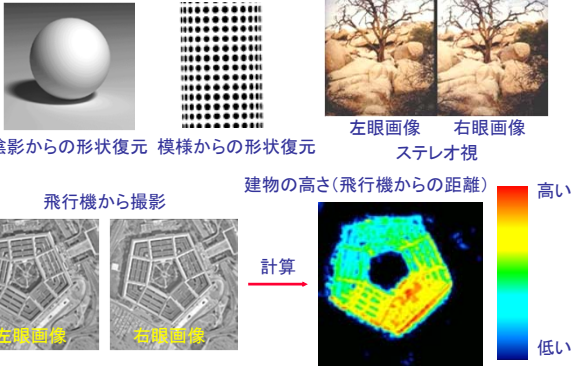 陰影からの形状復元 模様からの形状復元
左眼画像 右眼画像
ステレオ視
建物の高さ(飛行機からの距離)
飛行機から撮影
高い
計算
左眼画像 右眼画像
低い